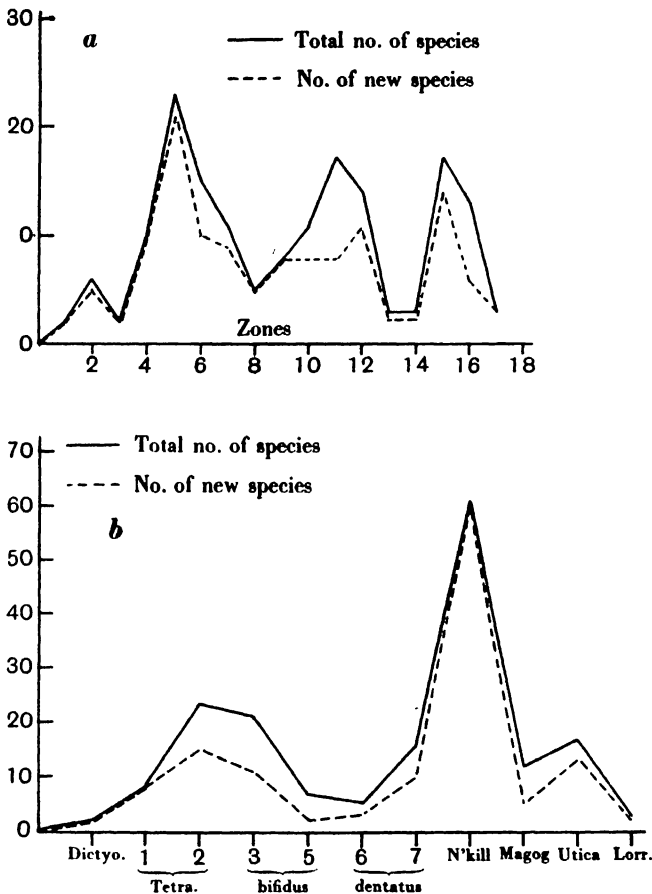 30
a
Total no. of species
No. of new species
20
0
Zones
0
2 4 6 8 10 12 14 16 18
Total no. of species
70
No. of new species
60
b
50
40
30
20
10
0
Dictyo. 1 2 3 5 6 7 N'kill Magog Utica Lorr.
Tetra. bifidus dentatus